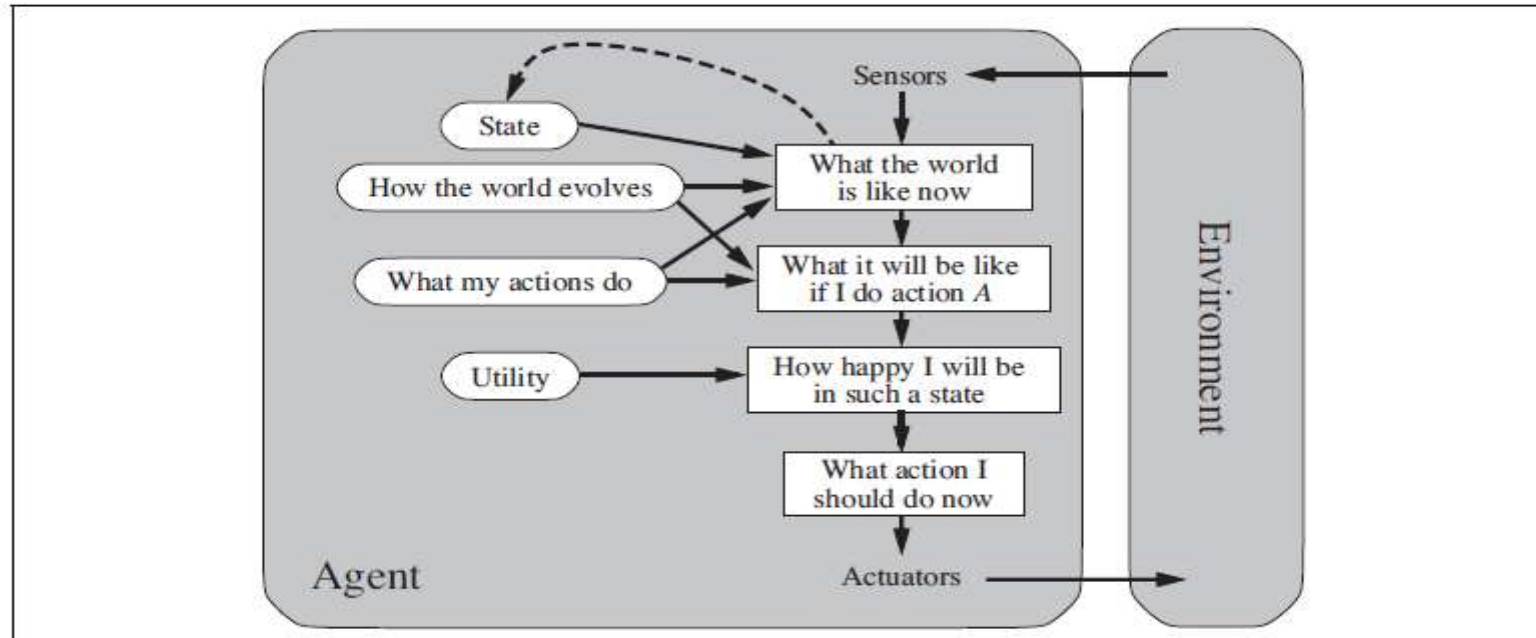 Sensors
State
What the world
is like now
How the world evolves
What it will be like
if I do action A
What my actions do
How happy I will be
in such a state
Utility
What action I
should do now
Agent
Actuators
Environment